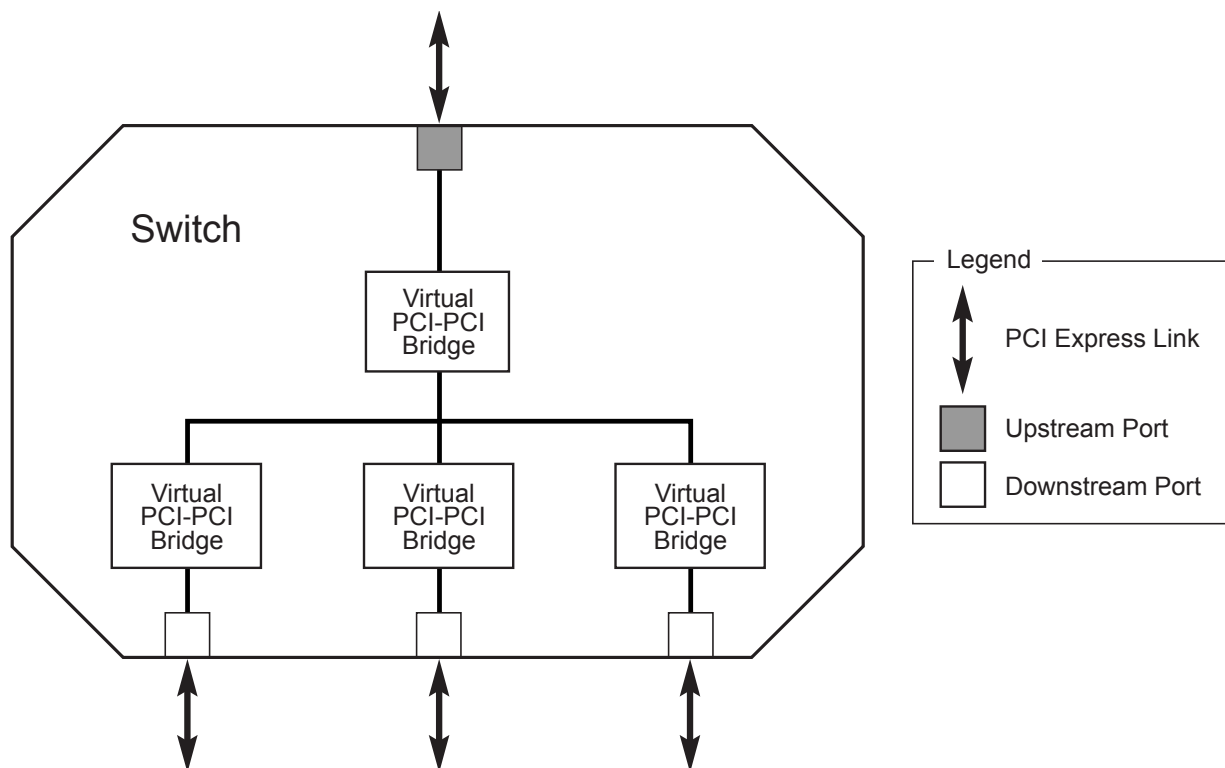 Switch
Virtual
PCI-PCI
Bridge
Virtual
PCI-PCI
Bridge
Virtual
PCI-PCI
Bridge
Virtual
PCI-PCI
Bridge
Legend
PCI Express Link
Upstream Port
Downstream Port